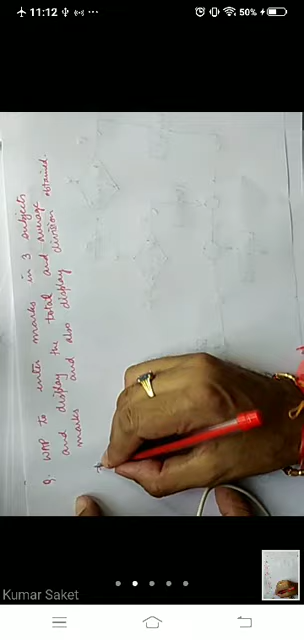 11:12
50%
Q, WAP to enter marks in 3 subjects
and display the total and average
marks and also display division obtained.
Kumar Saket